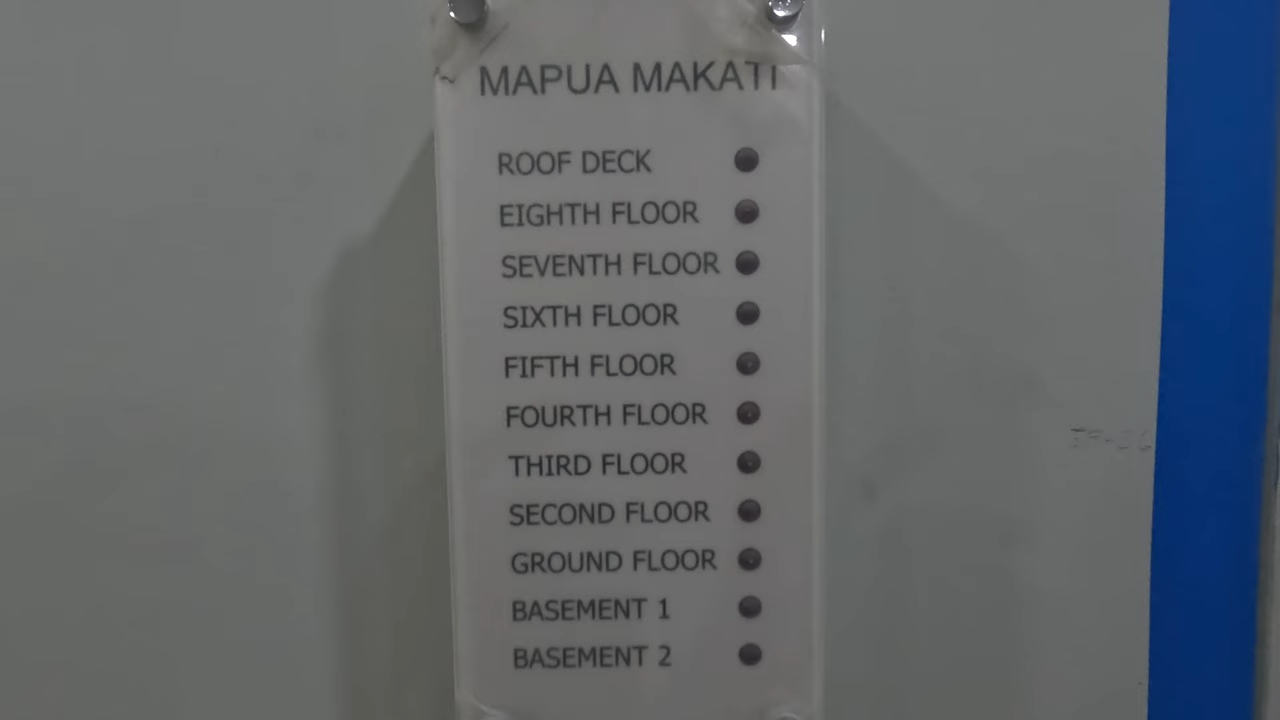 MAPUA MAKATI
ROOF DECK
EIGHTH FLOOR
SEVENTH FLOOR
SIXTH FLOOR
FIFTH FLOOR
FOURTH FLOOR
THIRD FLOOR
SECOND FLOOR
GROUND FLOOR
BASEMENT 1
BASEMENT 2